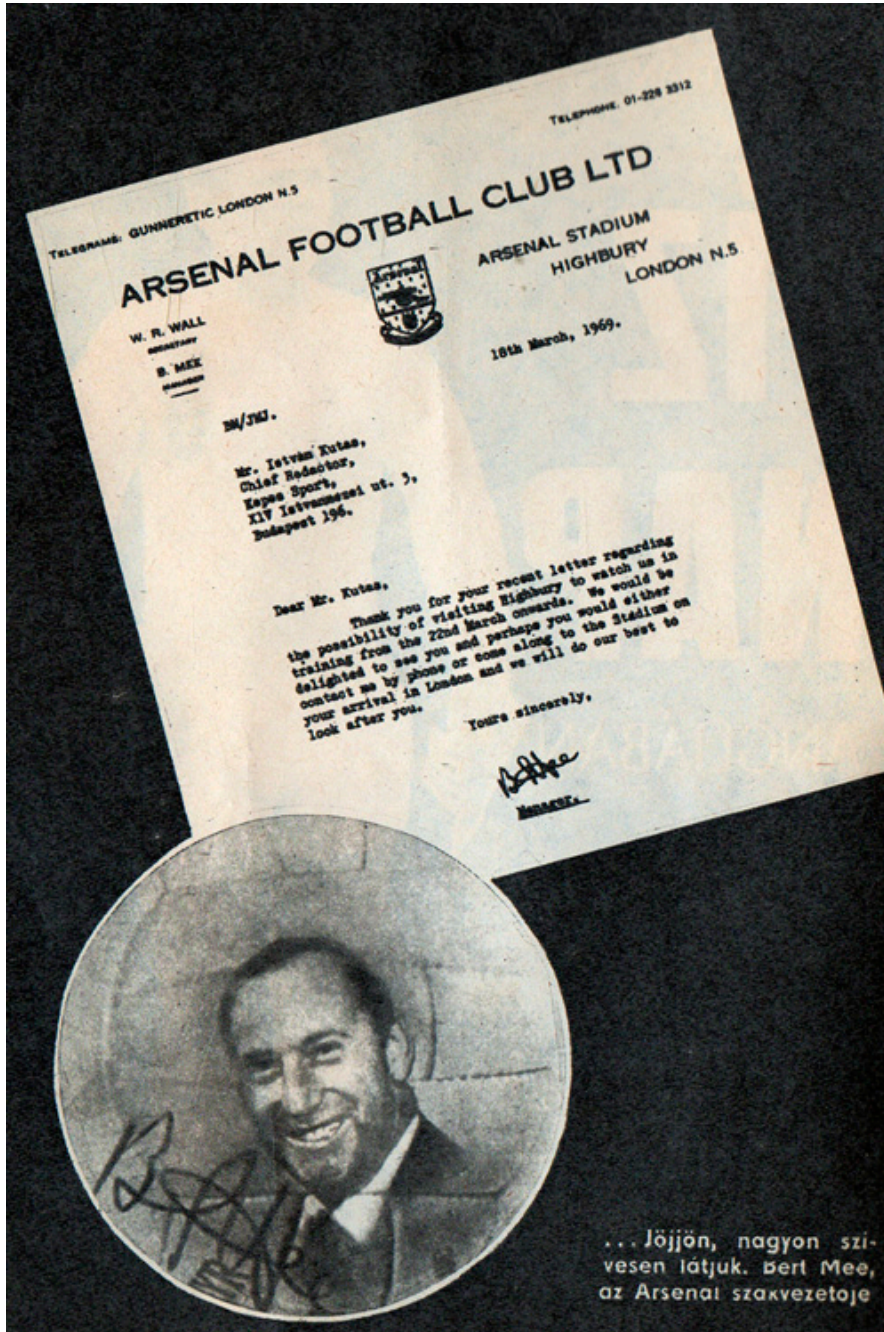 TELEPHONE. 01-226 3312
TELEGRAMS: GUNNERETIC LONDON N.5
ARSENAL FOOTBALL CLUB LTD
ARSENAL STADIUM
HIGHBURY
LONDON N.5
W. R. WALL
SECRETARY
B. MEE
MANAGER
Arsenal
18th March, 1969.
BM/JMJ.
Mr. István Kutas,
Chief Redactor,
Kepes Sport,
XlV Istvanmezei ut. 3,
Budapest 196.
Dear Mr. Kutas,
Thank you for your recent letter regarding
the possibility of visiting Highbury to watch us in
training from the 22nd March onwards. We would be
delighted to see you and perhaps you would either
contact me by phone or come along to the Stadium on
your arrival in London and we will do our best to
look after you.
Yours sincerely,
Manager.
...Jöjjön, nagyon szí-
vesen látjuk. Bert Mee,
az Arsenal szakvezetője